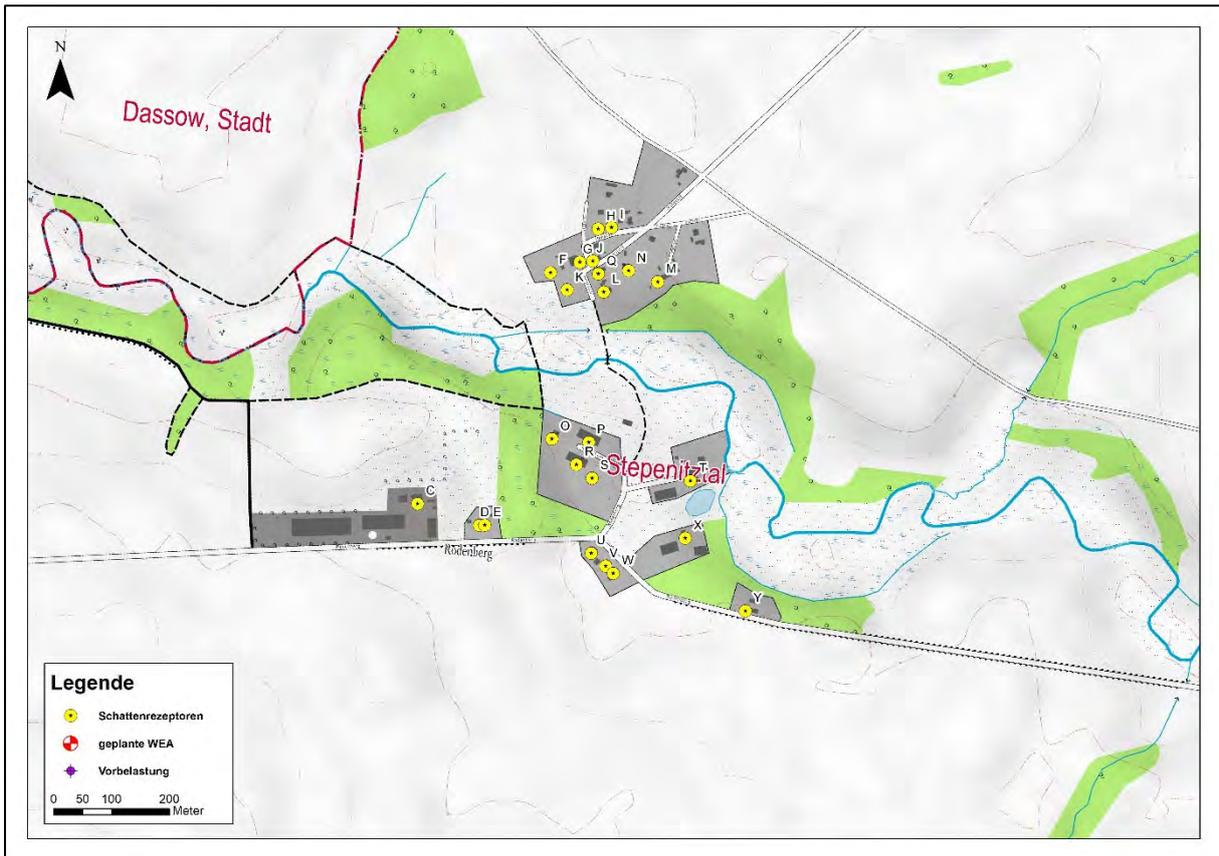 N
Dassow, Stadt
H I
G J
F
Q
N
K
L
M
O
P
R
S
Stepenitztal
T
C
D E
Rodenberg
U
V
W
X
Y
Legende
Schattenrezeptoren
geplante WEA
Vorbelastung
0 50 100 200
Meter